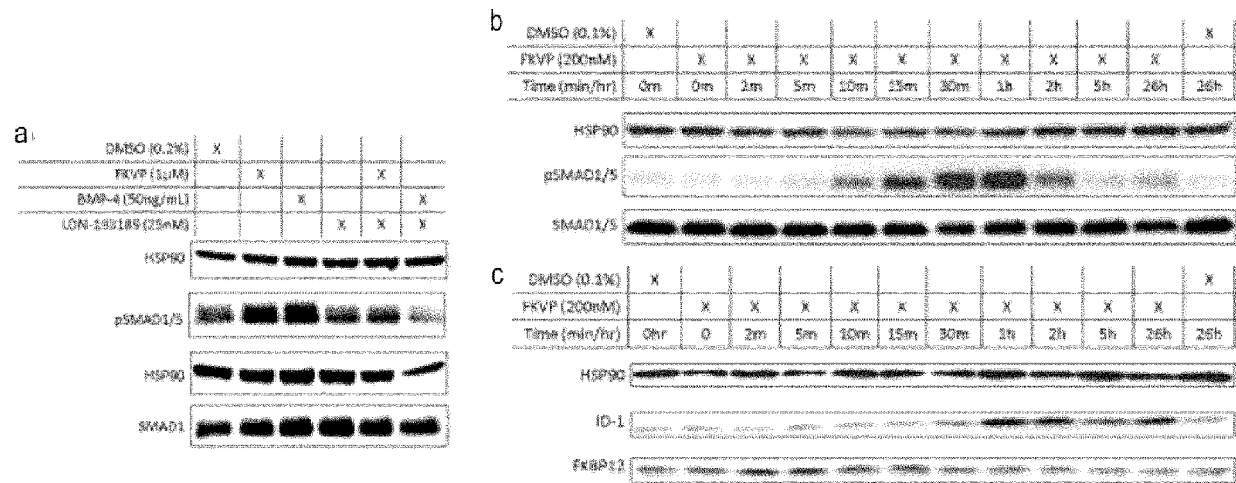 a
DMSO (0.2%) X
FKVP (1µM) X X
BMP-4 (50ng/mL) X X
LDN-193189 (25nM) X X X
HSP90
pSMAD1/5
HSP90
SMAD1
b
DMSO (0.1%) X X
FKVP (200nM) X X X X X X X X X X
Time (min/hr) 0m 0m 2m 5m 10m 15m 30m 1h 2h 5h 26h 26h
HSP90
pSMAD1/5
SMAD1/5
c
DMSO (0.1%) X X
FKVP (200nM) X X X X X X X X X X
Time (min/hr) 0hr 0 2m 5m 10m 15m 30m 1h 2h 5h 26h 26h
HSP90
ID-1
FKBP12